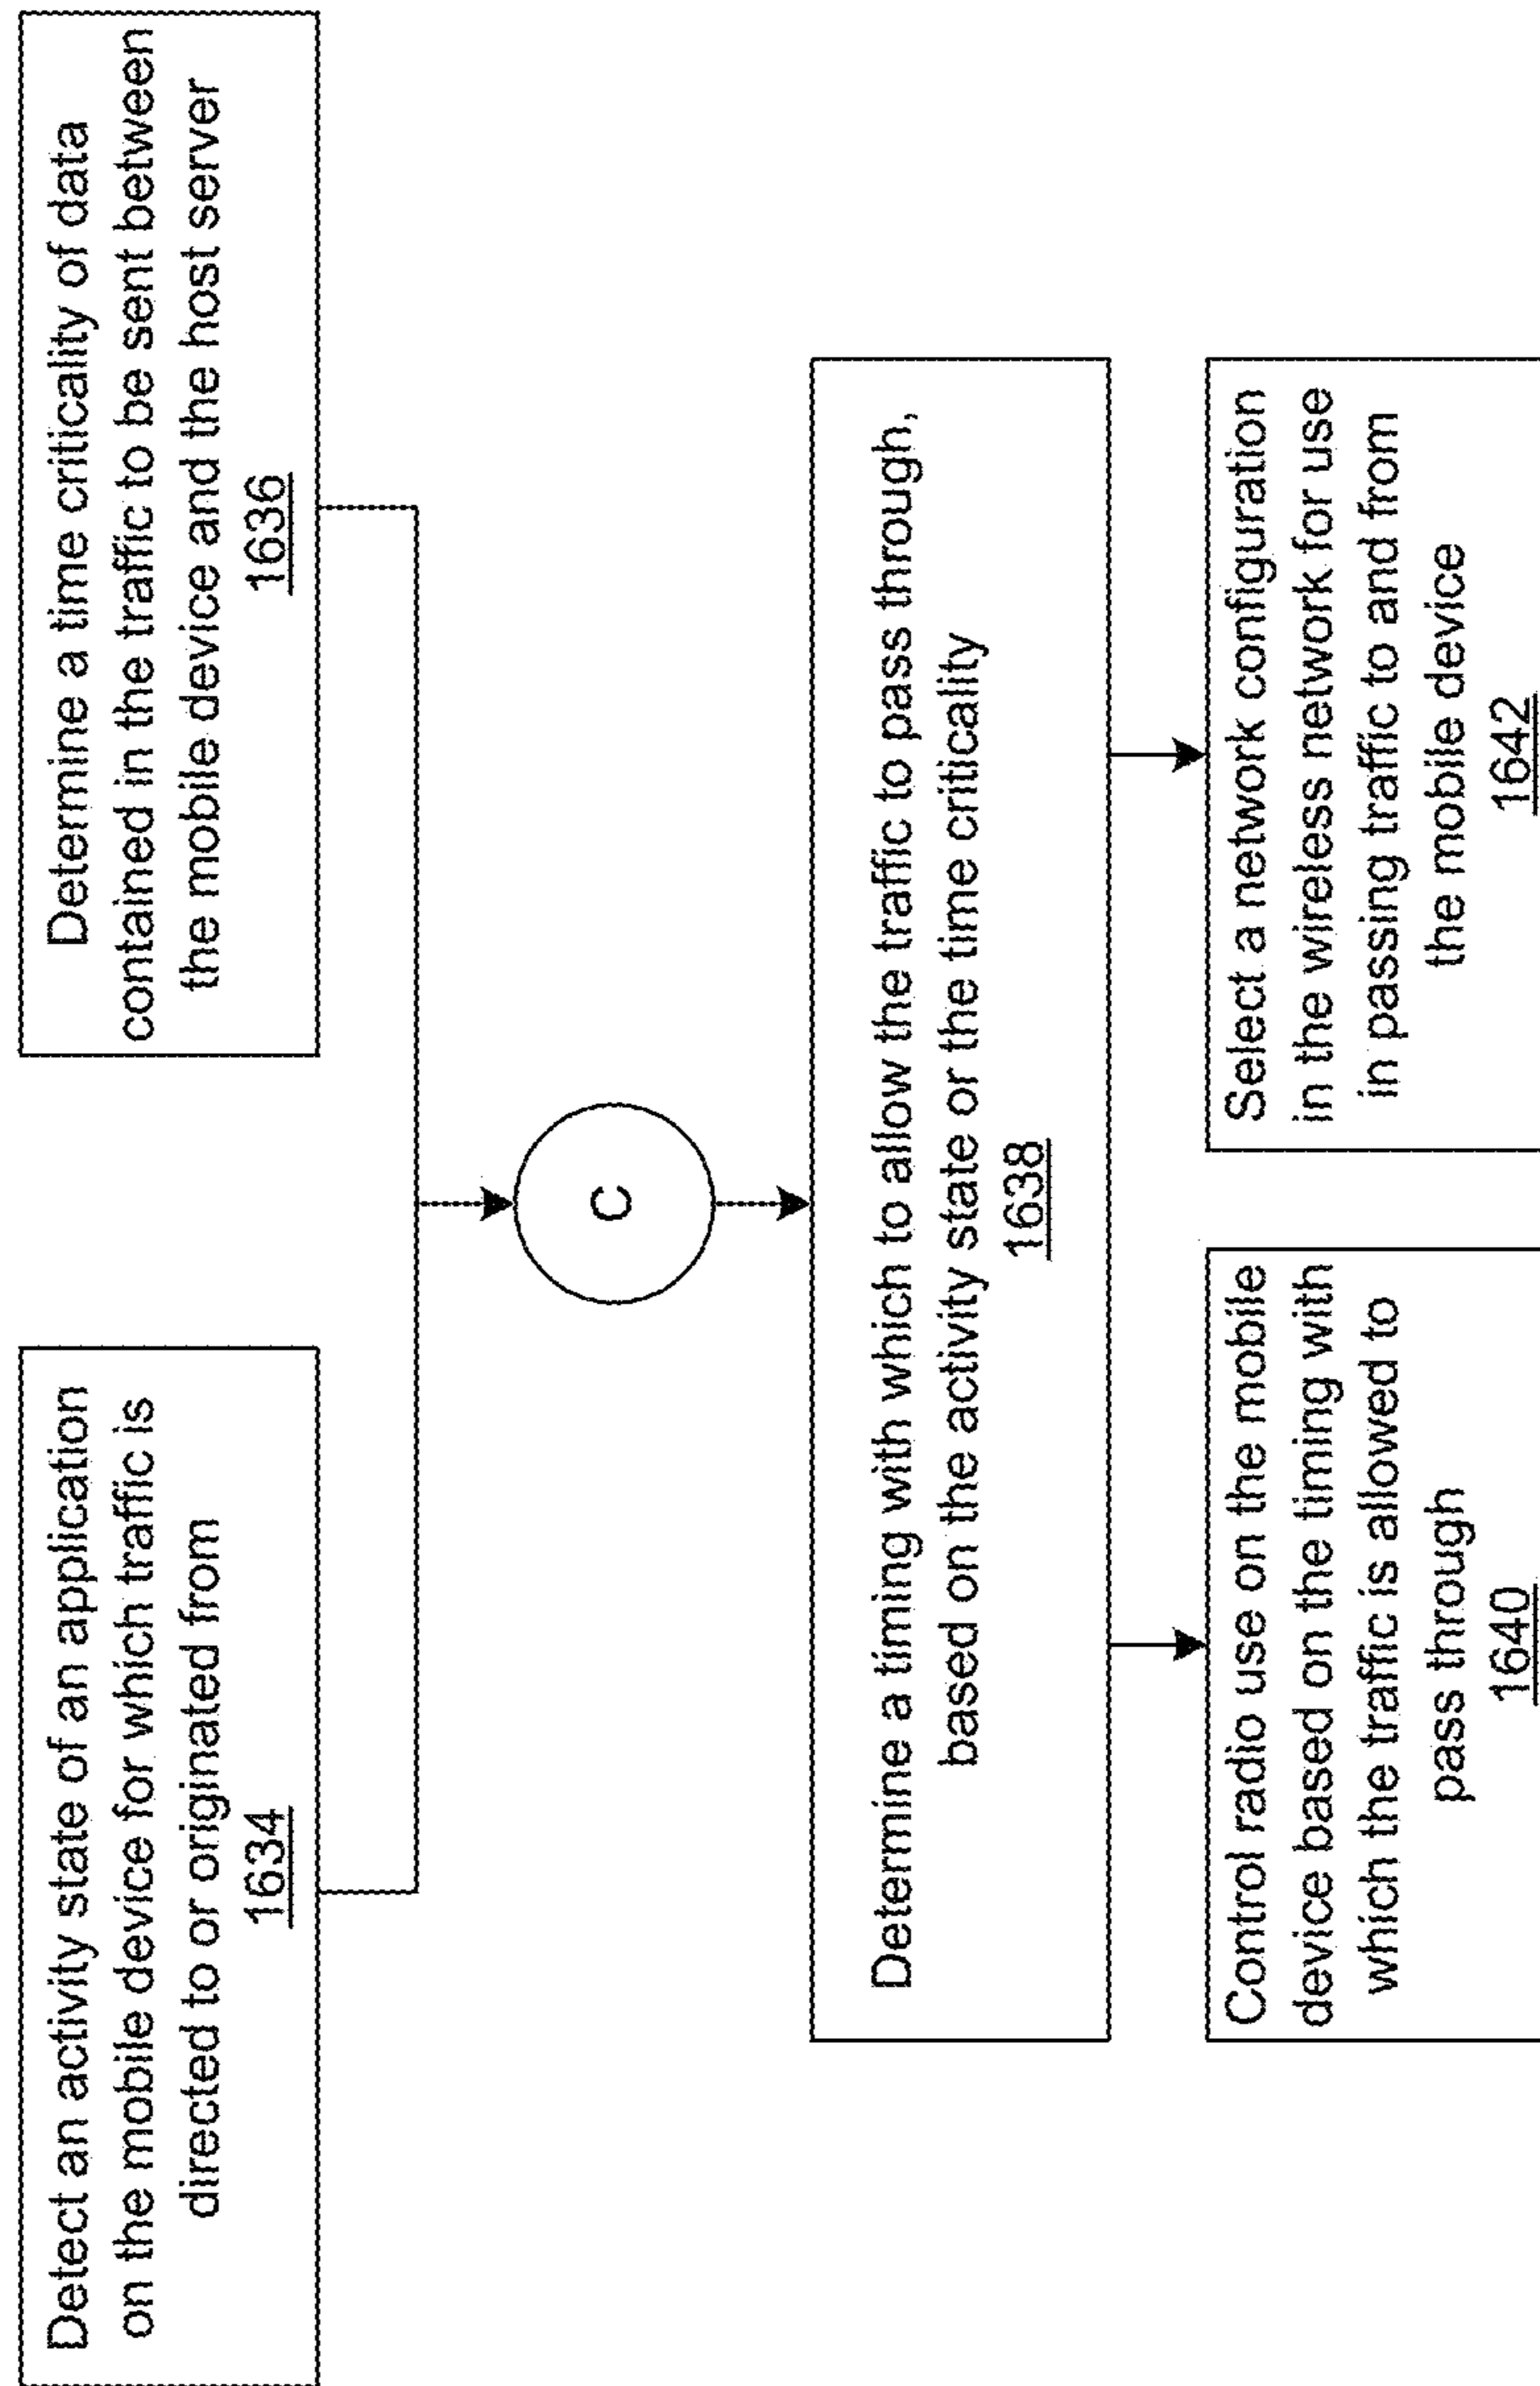 Detect an activity state of an application
on the mobile device for which traffic is
directed to or originated from
1634
Determine a time criticality of data
contained in the traffic to be sent between
the mobile device and the host server
1636
C
Determine a timing with which to allow the traffic to pass through,
based on the activity state or the time criticality
1638
Control radio use on the mobile
device based on the timing with
which the traffic is allowed to
pass through
1640
Select a network configuration
in the wireless network for use
in passing traffic to and from
the mobile device
1642